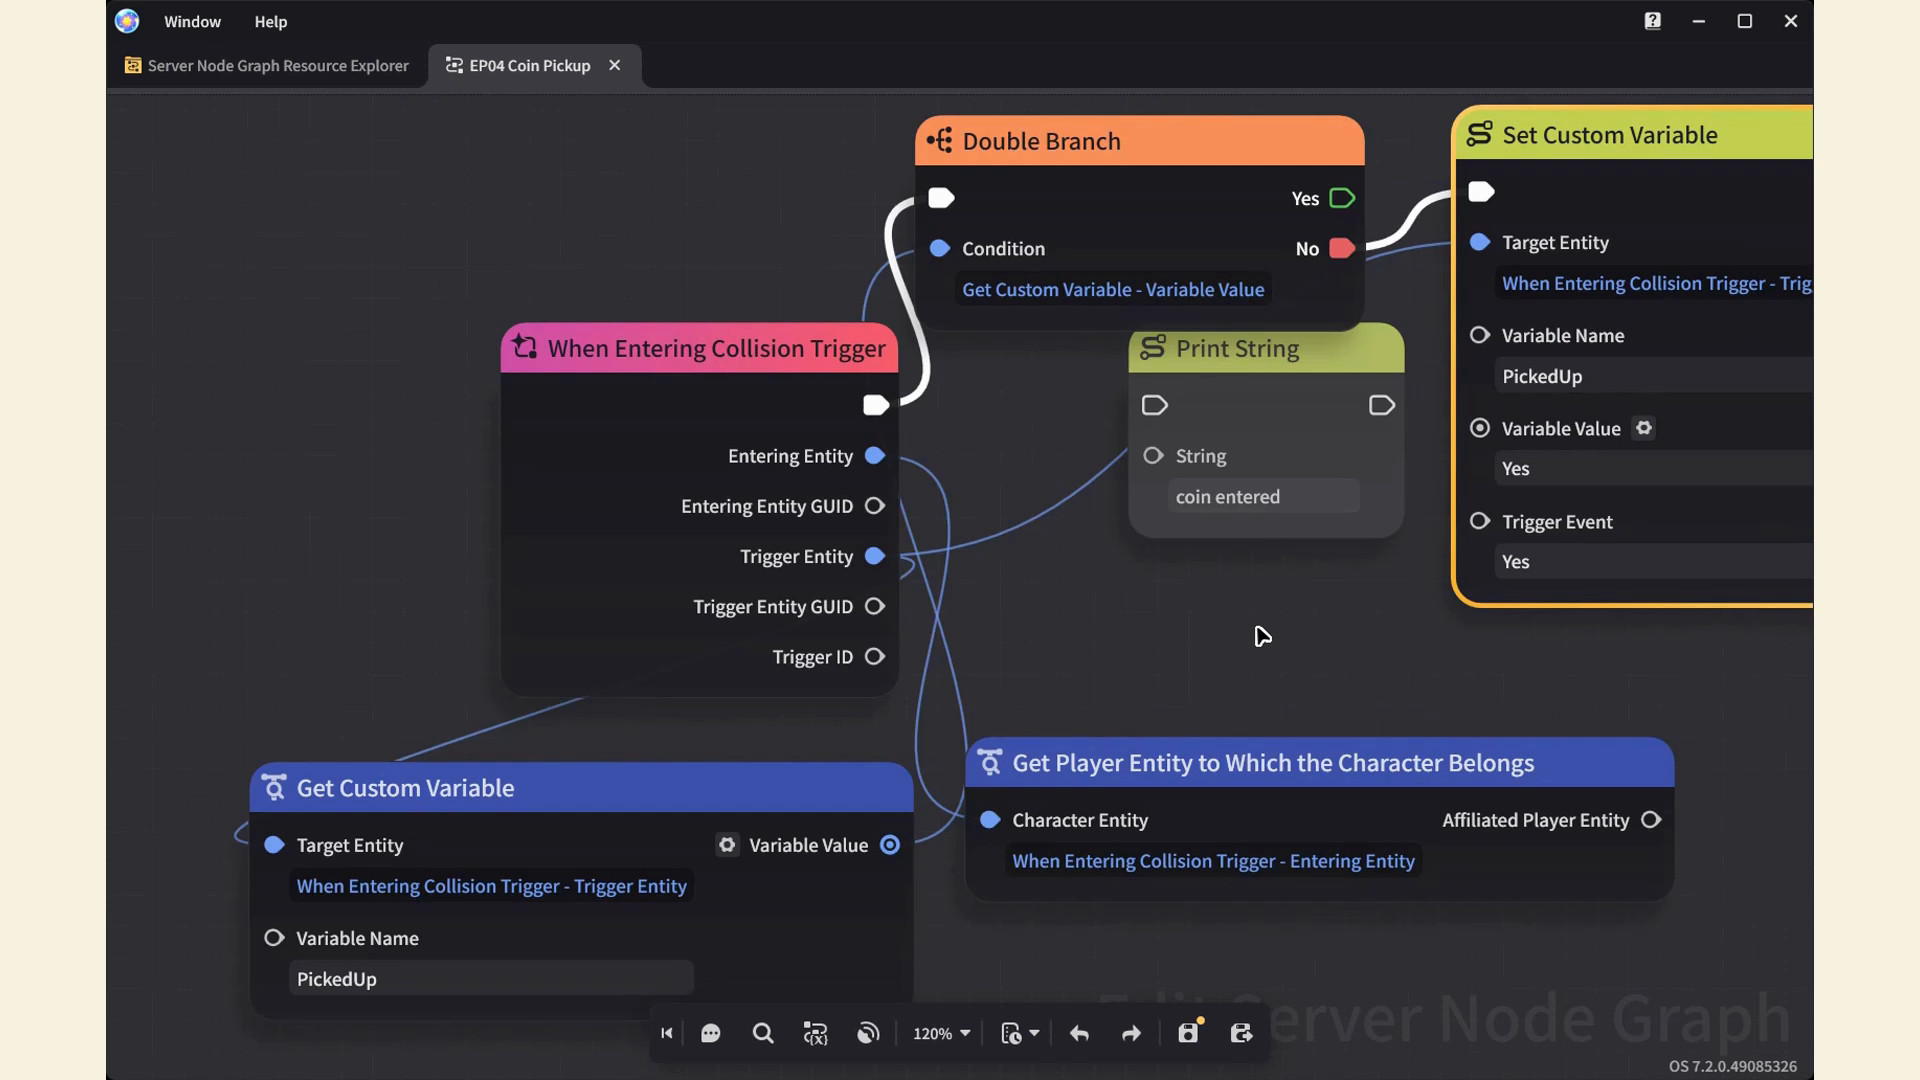 Window
Help
Server Node Graph Resource Explorer
EP04 Coin Pickup
Double Branch
Yes
Condition
No
Get Custom Variable - Variable Value
Set Custom Variable
Target Entity
When Entering Collision Trigger - Trig
Variable Name
PickedUp
Variable Value
Yes
Trigger Event
Yes
When Entering Collision Trigger
Entering Entity
Entering Entity GUID
Trigger Entity
Trigger Entity GUID
Trigger ID
Print String
String
coin entered
Get Custom Variable
Target Entity
Variable Value
When Entering Collision Trigger - Trigger Entity
Variable Name
PickedUp
Get Player Entity to Which the Character Belongs
Character Entity
Affiliated Player Entity
When Entering Collision Trigger - Entering Entity
Edit Server Node Graph
120%
OS 7.2.0.49085326